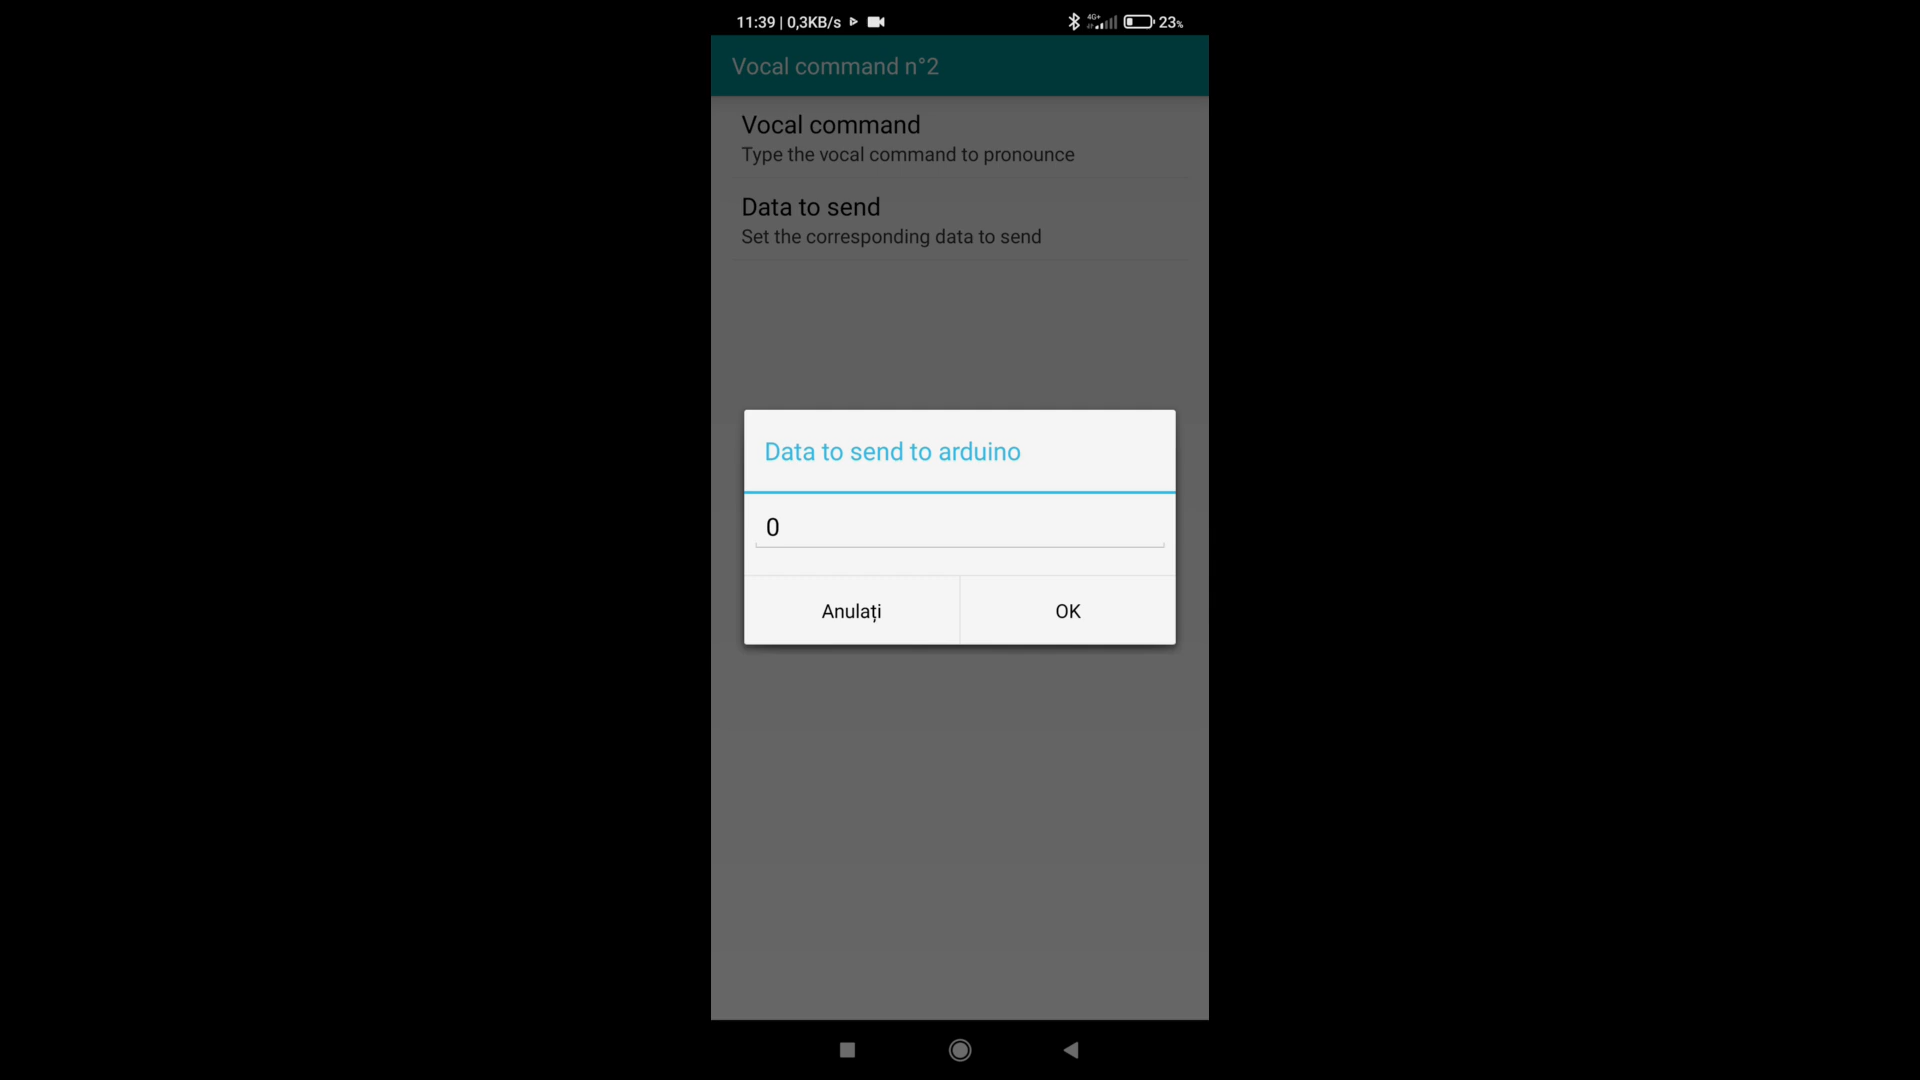 11:39 | 0,3KB/s 4G+ 23%
Vocal command n°2
Vocal command
Type the vocal command to pronounce
Data to send
Set the corresponding data to send
Data to send to arduino
0
Anulați OK